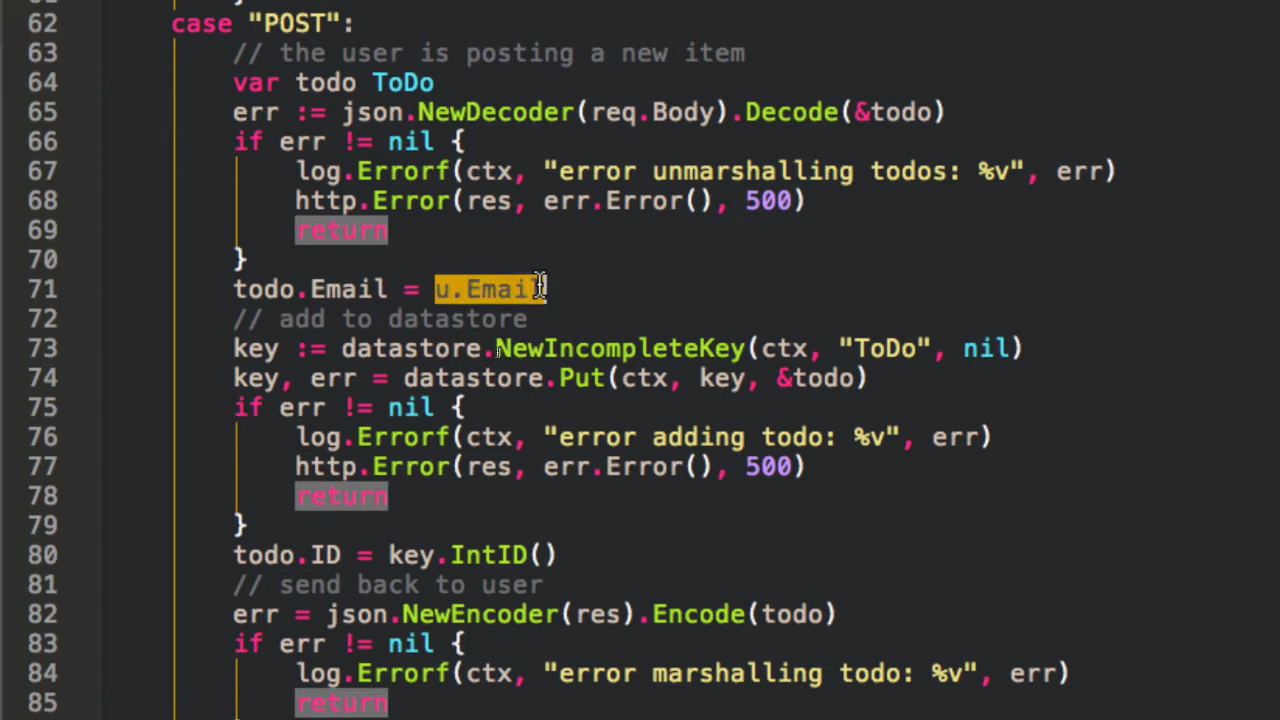 62 case "POST":
63 // the user is posting a new item
64 var todo ToDo
65 err := json.NewDecoder(req.Body).Decode(&todo)
66 if err != nil {
67 log.Errorf(ctx, "error unmarshalling todos: %v", err)
68 http.Error(res, err.Error(), 500)
69 return
70 }
71 todo.Email = u.Email
72 // add to datastore
73 key := datastore.NewIncompleteKey(ctx, "ToDo", nil)
74 key, err = datastore.Put(ctx, key, &todo)
75 if err != nil {
76 log.Errorf(ctx, "error adding todo: %v", err)
77 http.Error(res, err.Error(), 500)
78 return
79 }
80 todo.ID = key.IntID()
81 // send back to user
82 err = json.NewEncoder(res).Encode(todo)
83 if err != nil {
84 log.Errorf(ctx, "error marshalling todo: %v", err)
85 return